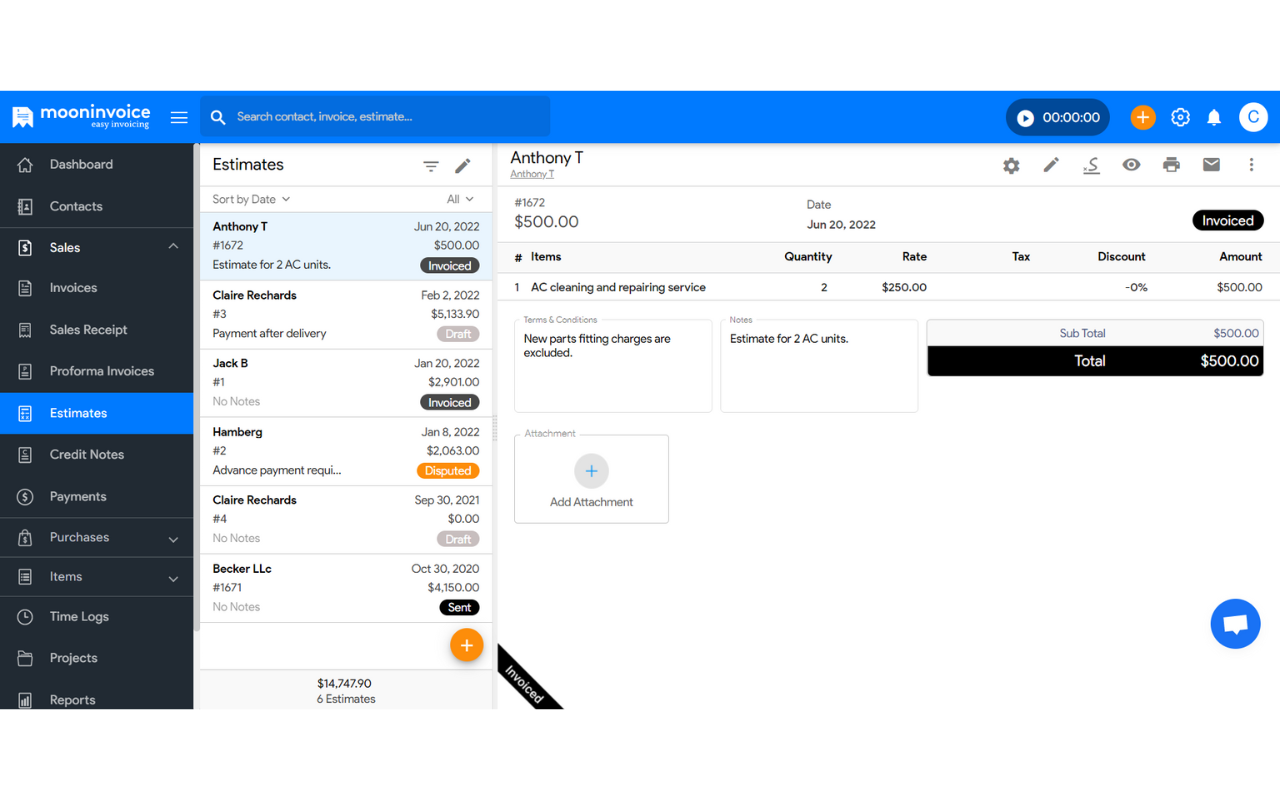 mooninvoice
easy invoicing
Search contact, invoice, estimate...
00:00:00
C
Dashboard
Contacts
Sales
Invoices
Sales Receipt
Proforma Invoices
Estimates
Credit Notes
Payments
Purchases
Items
Time Logs
Projects
Reports
Estimates
Sort by Date All
Anthony T Jun 20, 2022
#1672 $500.00
Estimate for 2 AC units. Invoiced
Claire Rechards Feb 2, 2022
#3 $5,133.90
Payment after delivery Draft
Jack B Jan 20, 2022
#1 $2,901.00
No Notes Invoiced
Hamberg Jan 8, 2022
#2 $2,063.00
Advance payment requi... Disputed
Claire Rechards Sep 30, 2021
#4 $0.00
No Notes Draft
Becker LLc Oct 30, 2020
#1671 $4,150.00
No Notes Sent
$14,747.90
6 Estimates
Anthony T
Anthony T
#1672 Date
$500.00 Jun 20, 2022 Invoiced
# Items Quantity Rate Tax Discount Amount
1 AC cleaning and repairing service 2 $250.00 -0% $500.00
Terms & Conditions
New parts fitting charges are
excluded.
Notes
Estimate for 2 AC units.
Sub Total $500.00
Total $500.00
Attachment
Add Attachment
Invoiced